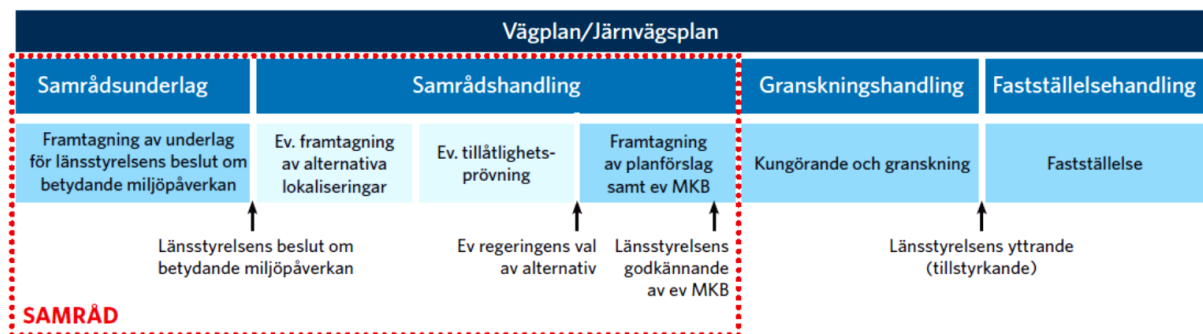 Vägplan/Järnvägsplan
Samrådsunderlag
Samrådshandling
Granskningshandling
Fastställelsehandling
Framtagning av underlag
för länsstyrelsens beslut om
betydande miljöpåverkan
Ev. framtagning
av alternativa
lokaliseringar
Ev. tillåtlighets-
prövning
Framtagning
av planförslag
samt ev MKB
Kungörande och granskning
Fastställelse
Länsstyrelsens beslut om
betydande miljöpåverkan
Ev regeringens val
av alternativ
Länsstyrelsens
godkännande
av ev MKB
Länsstyrelsens yttrande
(tillstyrkande)
SAMRÅD